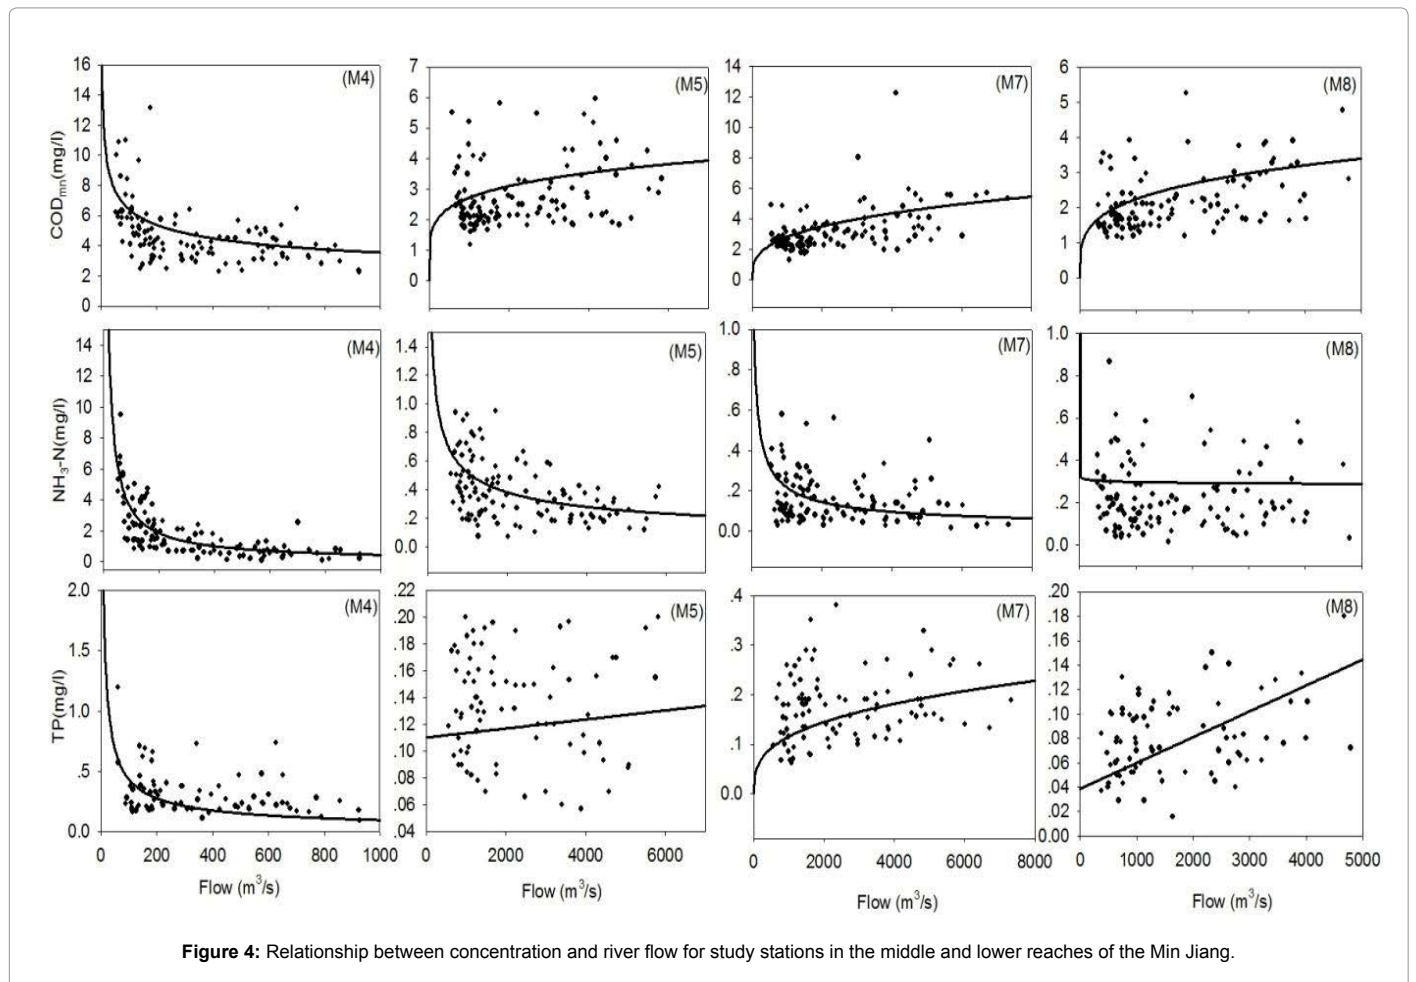 (M4) (M5) (M7) (M8)
CODmn(mg/l)
16 14 12 10 8 6 4 2 0
7 6 5 4 3 2 1 0
14 12 10 8 6 4 2 0
6 5 4 3 2 1 0
(M4) (M5) (M7) (M8)
NH3-N(mg/l)
14 12 10 8 6 4 2 0
1.4 1.2 1.0 .8 .6 .4 .2 0.0
1.0 .8 .6 .4 .2 0.0
1.0 .8 .6 .4 .2 0.0
(M4) (M5) (M7) (M8)
TP(mg/l)
2.0 1.5 1.0 .5 0.0
.22 .20 .18 .16 .14 .12 .10 .08 .06 .04
.4 .3 .2 .1 0.0
.20 .18 .16 .14 .12 .10 .08 .06 .04 .02 0.00
0 200 400 600 800 1000
0 2000 4000 6000
0 2000 4000 6000 8000
0 1000 2000 3000 4000 5000
Flow (m3/s) Flow (m3/s) Flow (m3/s) Flow (m3/s)
Figure 4: Relationship between concentration and river flow for study stations in the middle and lower reaches of the Min Jiang.